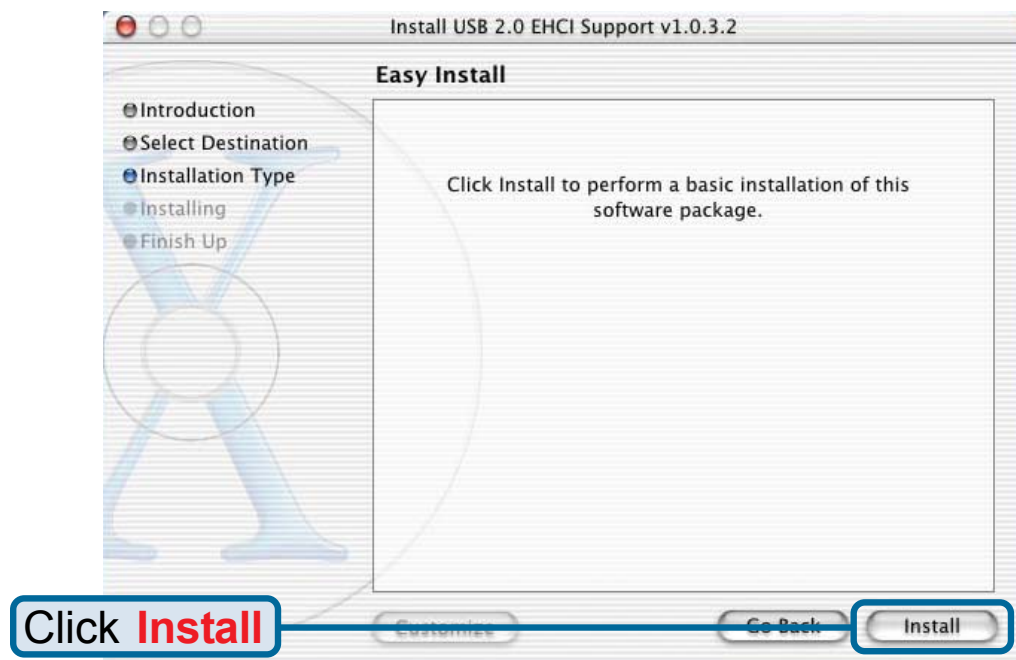 Install USB 2.0 EHCI Support v1.0.3.2
Easy Install
Introduction
Select Destination
Installation Type
Installing
Finish Up
Click Install to perform a basic installation of this
software package.
Click Install
Customize
Go Back
Install